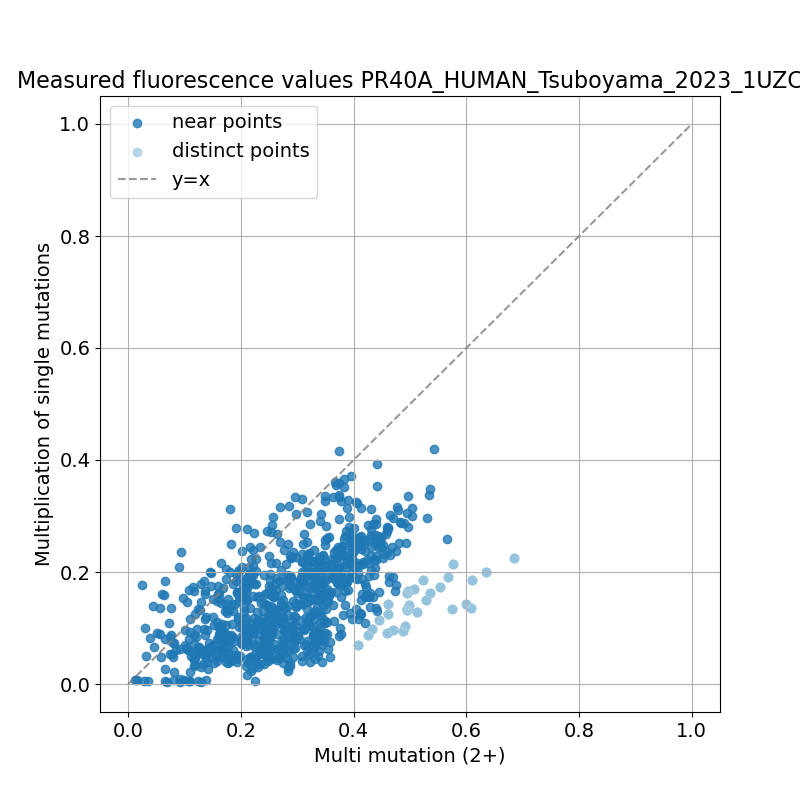 Measured fluorescence values PR40A_HUMAN_Tsuboyama_2023_1UZC
near points
distinct points
y=x
1.0
0.8
0.6
0.4
0.2
0.0
Multiplication of single mutations
0.0 0.2 0.4 0.6 0.8 1.0
Multi mutation (2+)